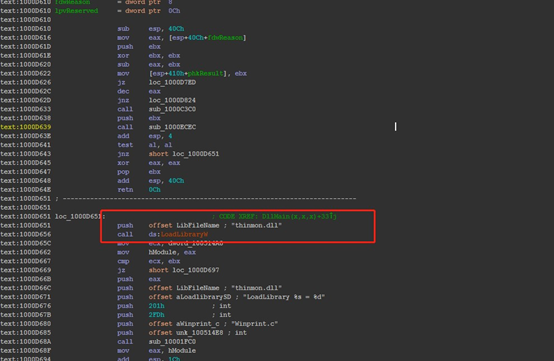 text:1000D610 fdwReason = dword ptr 8
text:1000D610 lpvReserved = dword ptr 0Ch
text:1000D610
text:1000D610 sub esp, 40Ch
text:1000D616 mov eax, [esp+40Ch+fdwReason]
text:1000D61D push ebx
text:1000D61E xor ebx, ebx
text:1000D620 sub eax, ebx
text:1000D622 mov [esp+410h+phkResult], ebx
text:1000D626 jz loc_1000D7ED
text:1000D62C dec eax
text:1000D62D jnz loc_1000D824
text:1000D633 call sub_1000C3C0
text:1000D638 push ebx
text:1000D639 call sub_1000ECEC
text:1000D63E add esp, 4
text:1000D641 test al, al
text:1000D643 jnz short loc_1000D651
text:1000D645 xor eax, eax
text:1000D647 pop ebx
text:1000D648 add esp, 40Ch
text:1000D64E retn 0Ch
text:1000D651 ; ---------------------------------------------------------------------------
text:1000D651
text:1000D651 loc_1000D651: ; CODE XREF: DllMain(x,x,x)+33↑j
text:1000D651 push offset LibFileName ; "thinmon.dll"
text:1000D656 call ds:LoadLibraryW
text:1000D65C mov ecx, dword_100514A8
text:1000D662 mov hModule, eax
text:1000D667 cmp ecx, ebx
text:1000D669 jz short loc_1000D697
text:1000D66B push eax
text:1000D66C push offset LibFileName ; "thinmon.dll"
text:1000D671 push offset aLoadlibrarySD ; "LoadLibrary %s = %d"
text:1000D676 push 201h ; int
text:1000D67B push 2FDh ; int
text:1000D680 push offset aWinprint_c ; "Winprint.c"
text:1000D685 push offset unk_100514E8 ; int
text:1000D68A call sub_10001FC0
text:1000D68F mov eax, hModule
text:1000D694 add esp, 1Ch